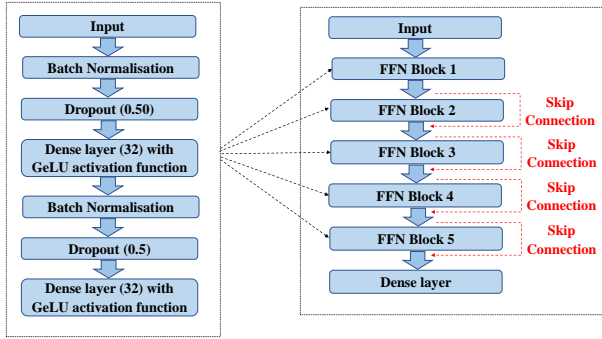 Input
Batch Normalisation
Dropout (0.50)
Dense layer (32) with
GeLU activation function
Batch Normalisation
Dropout (0.5)
Dense layer (32) with
GeLU activation function
Input
FFN Block 1
FFN Block 2
FFN Block 3
FFN Block 4
FFN Block 5
Dense layer
Skip
Connection
Skip
Connection
Skip
Connection
Skip
Connection